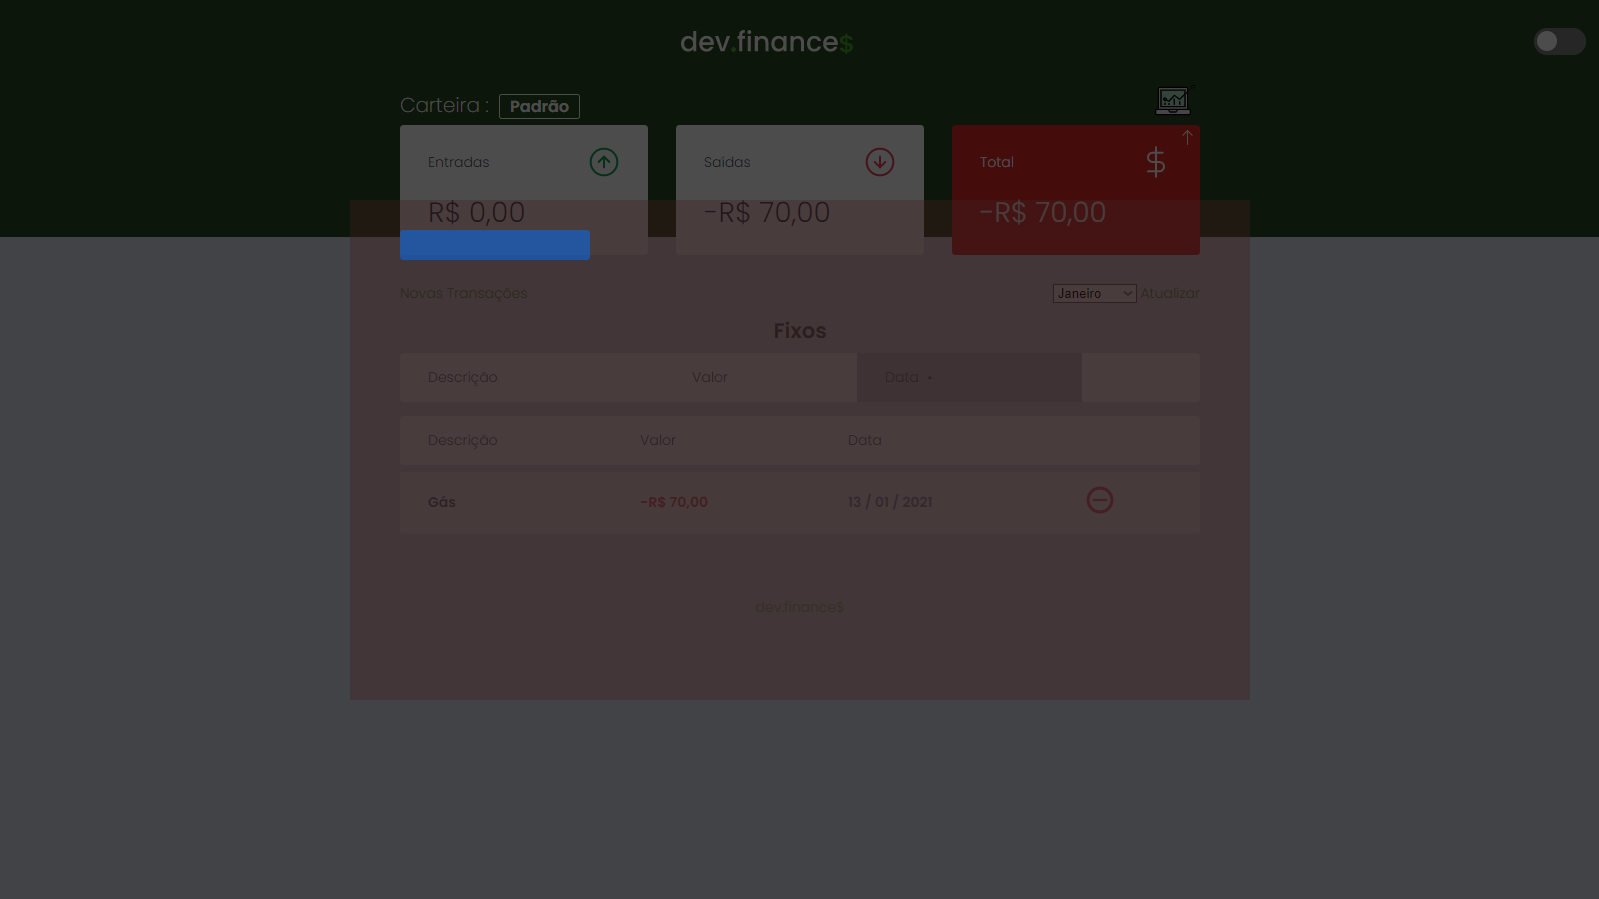 dev.finance$
Carteira : Padrão
Entradas
R$ 0,00
Saídas
-R$ 70,00
Total
$
-R$ 70,00
Novas Transações
Janeiro Atualizar
Fixos
Descrição Valor Data •
Descrição Valor Data
Gás -R$ 70,00 13 / 01 / 2021
dev.finance$